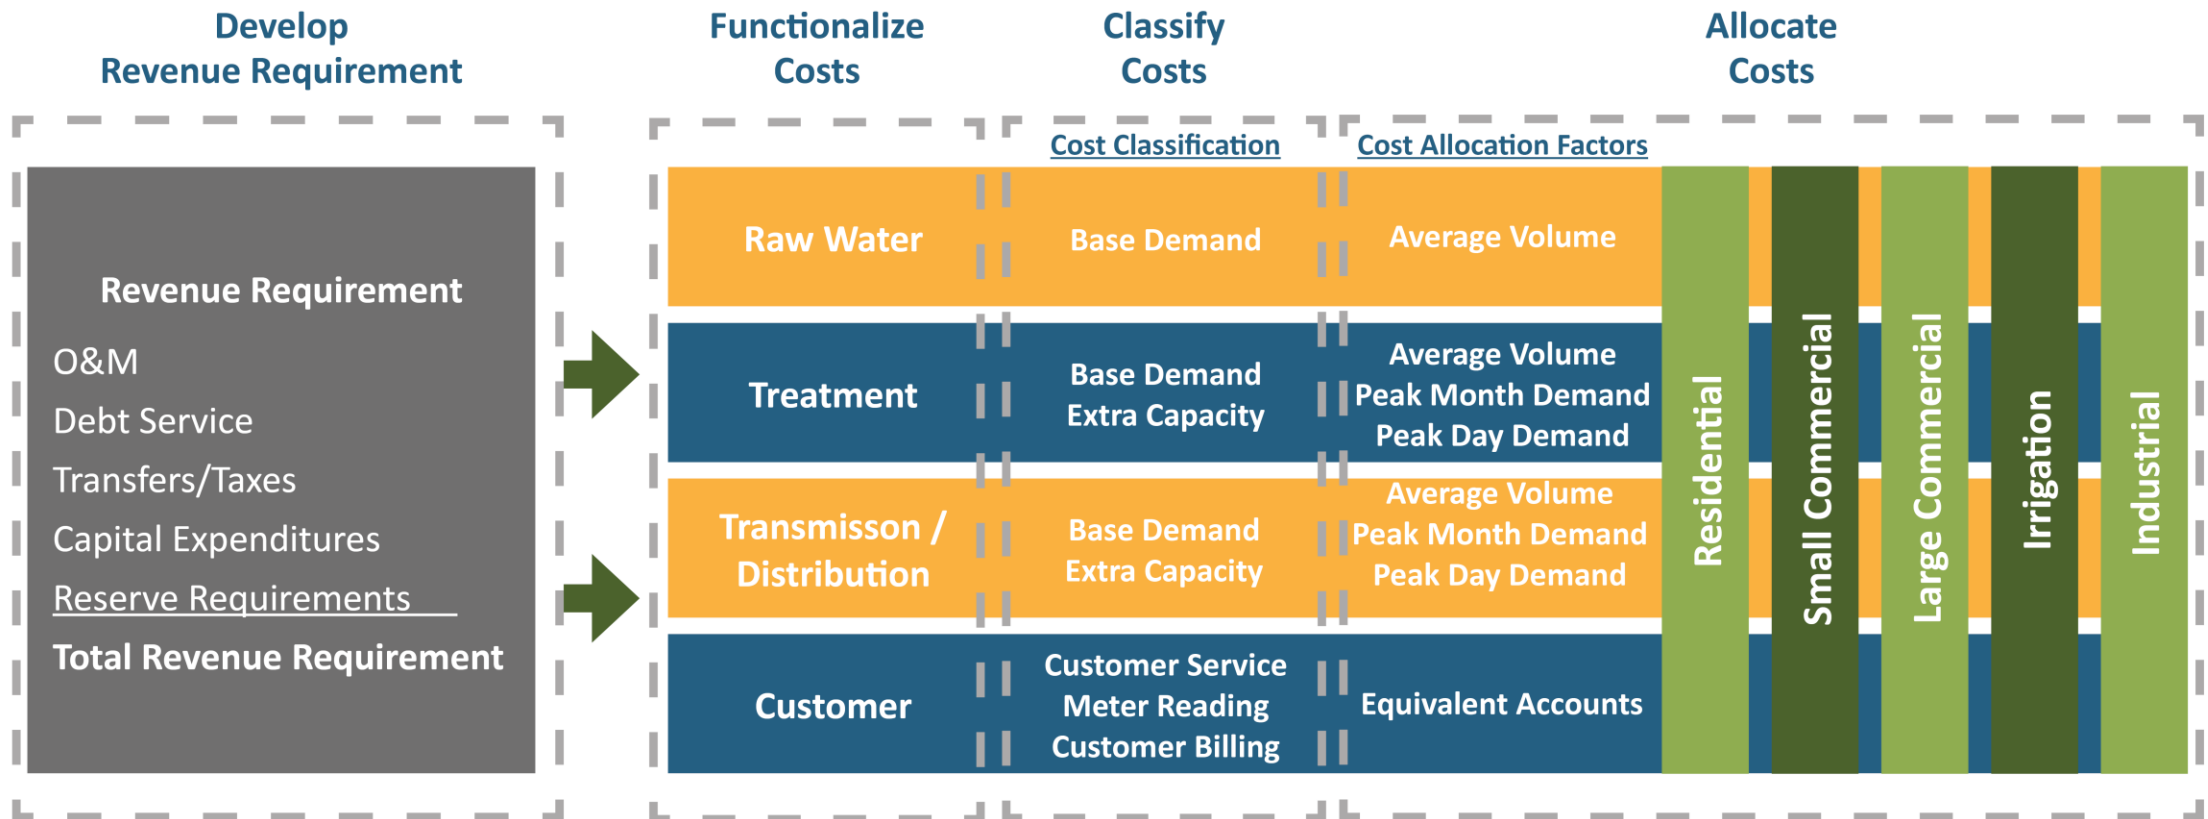 Develop
Revenue Requirement
Functionalize
Costs
Classify
Costs
Allocate
Costs
Revenue Requirement
O&M
Debt Service
Transfers/Taxes
Capital Expenditures
Reserve Requirements
Total Revenue Requirement
Cost Classification
Cost Allocation Factors
Raw Water
Base Demand
Average Volume
Treatment
Base Demand
Extra Capacity
Average Volume
Peak Month Demand
Peak Day Demand
Transmisson /
Distribution
Base Demand
Extra Capacity
Average Volume
Peak Month Demand
Peak Day Demand
Customer
Customer Service
Meter Reading
Customer Billing
Equivalent Accounts
Residential
Small Commercial
Large Commercial
Irrigation
Industrial